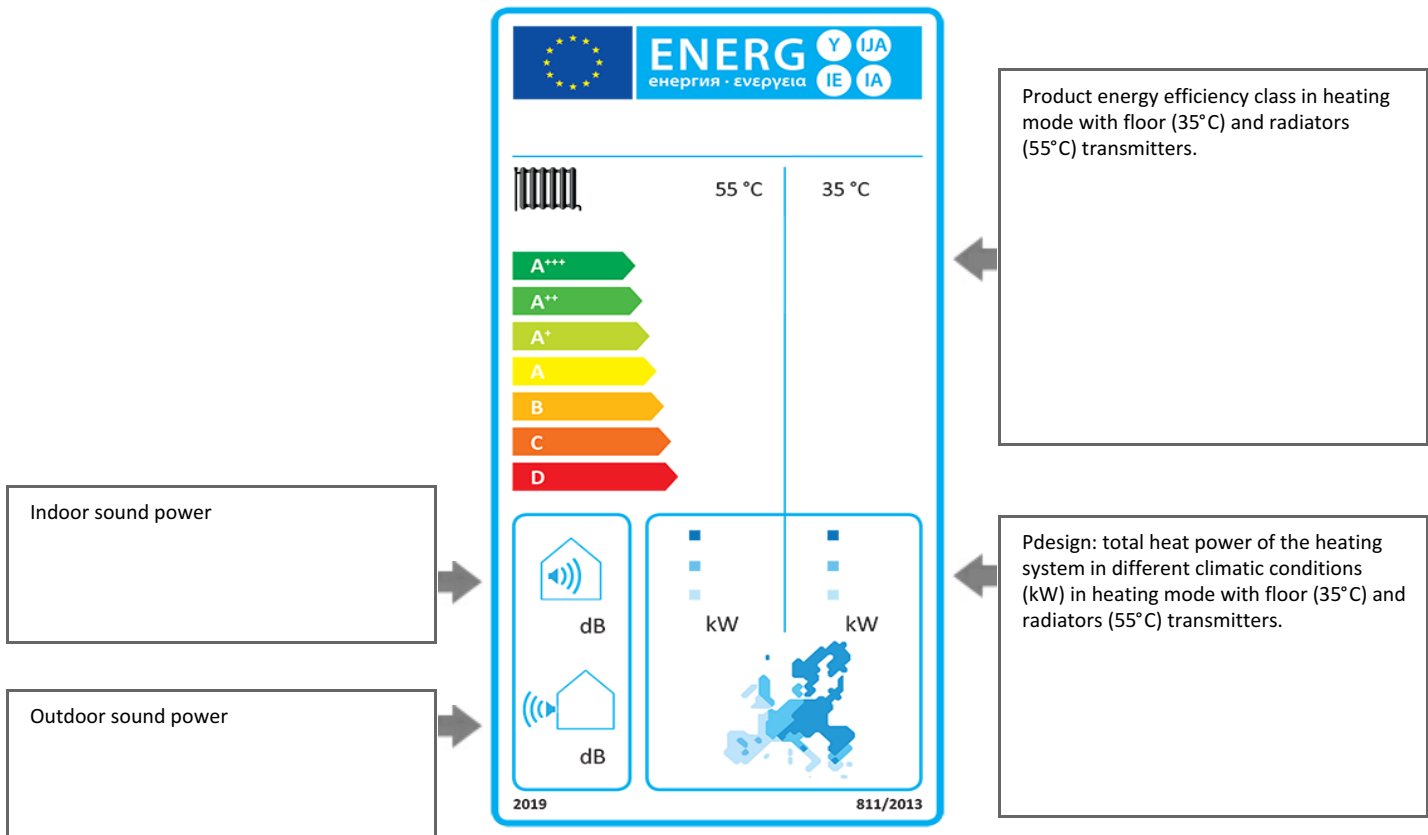 ENERG Y IJA
енергия · ενεργεια IE IA
55 °C 35 °C
A+++
A++
A+
A
B
C
D
dB
dB
kW kW
2019 811/2013
Product energy efficiency class in heating
mode with floor (35°C) and radiators
(55°C) transmitters.
Indoor sound power
Pdesign: total heat power of the heating
system in different climatic conditions
(kW) in heating mode with floor (35°C) and
radiators (55°C) transmitters.
Outdoor sound power